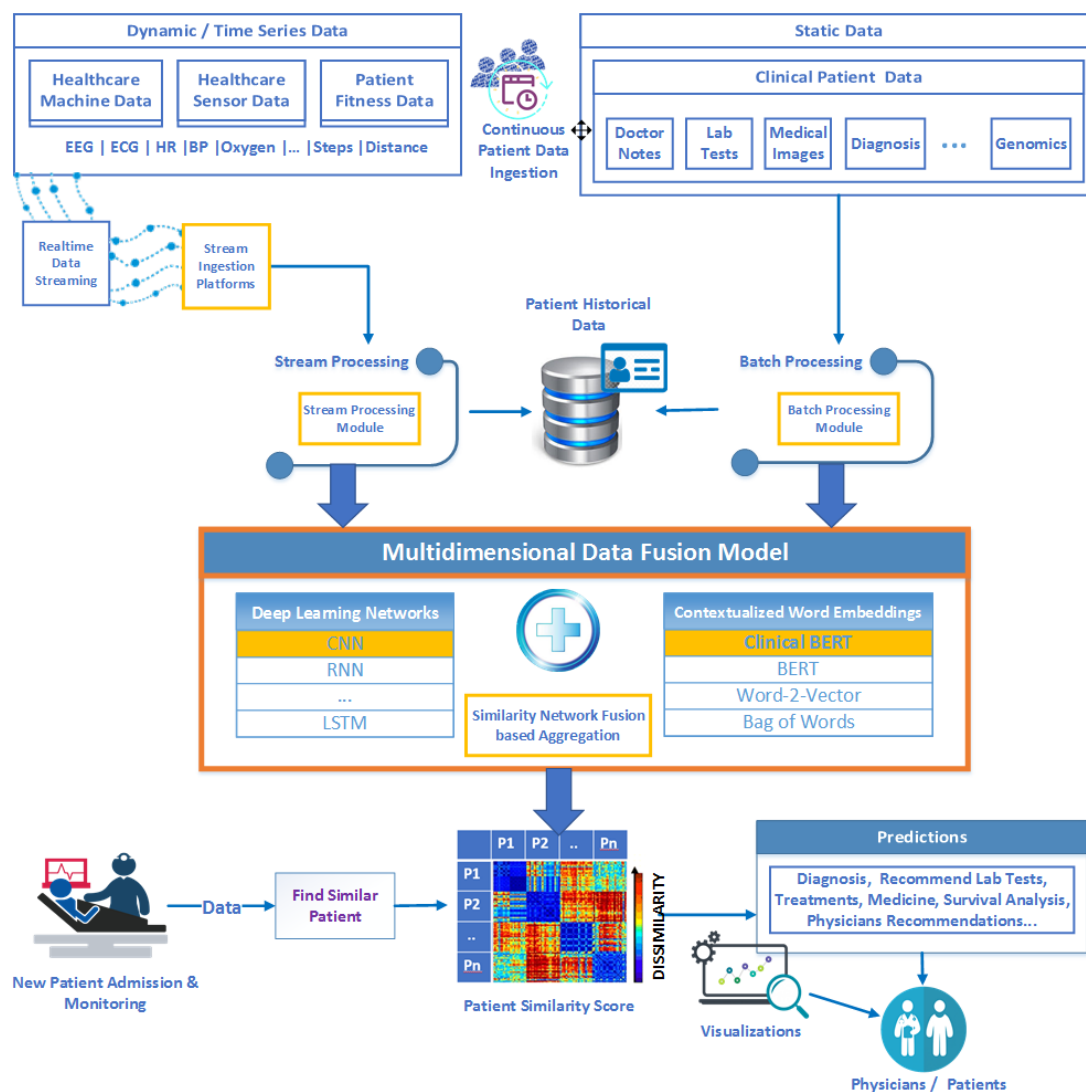 Dynamic / Time Series Data
Healthcare
Machine Data
Healthcare
Sensor Data
Patient
Fitness Data
EEG | ECG | HR |BP |Oxygen |... |Steps |Distance
Continuous
Patient Data
Ingestion
Static Data
Clinical Patient Data
Doctor
Notes
Lab
Tests
Medical
Images
Diagnosis
...
Genomics
Realtime
Data
Streaming
Stream
Ingestion
Platforms
Patient Historical
Data
Stream Processing
Stream Processing
Module
Batch Processing
Batch Processing
Module
Multidimensional Data Fusion Model
Deep Learning Networks
CNN
RNN
...
LSTM
Similarity Network Fusion
based Aggregation
Contextualized Word Embeddings
Clinical BERT
BERT
Word-2-Vector
Bag of Words
New Patient Admission &
Monitoring
Data
Find Similar
Patient
P1 P2 .. Pn
P1
P2
..
Pn
DISSIMILARITY
Patient Similarity Score
Predictions
Diagnosis, Recommend Lab Tests,
Treatments, Medicine, Survival Analysis,
Physicians Recommendations...
Visualizations
Physicians / Patients